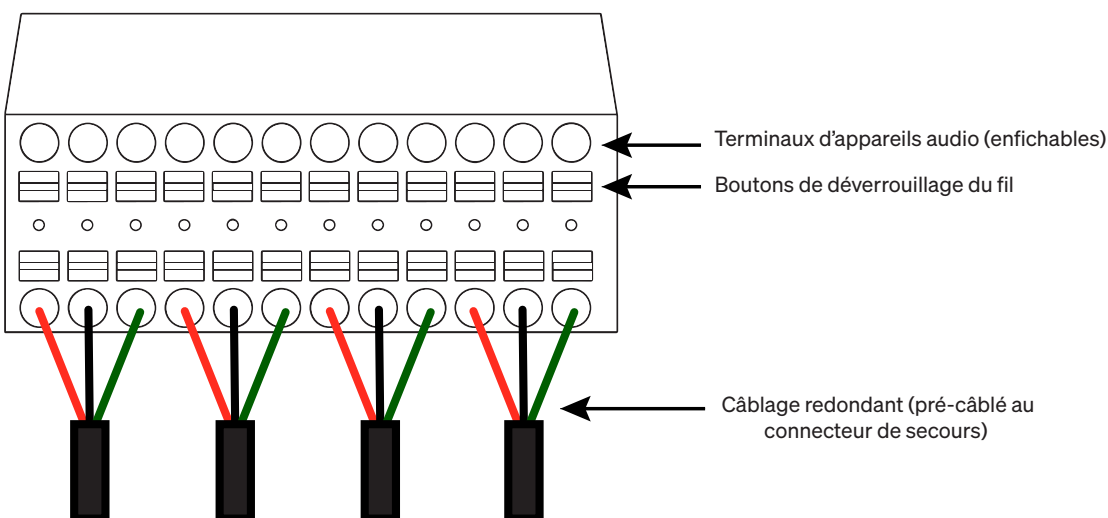 Terminaux d'appareils audio (enfichables)
Boutons de déverrouillage du fil
Câblage redondant (pré-câblé au
connecteur de secours)